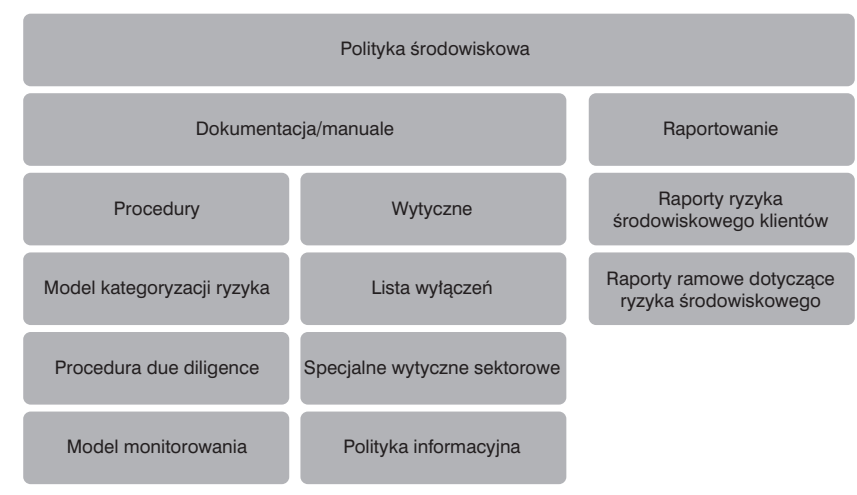 Polityka środowiskowa
Dokumentacja/manuale
Raportowanie
Procedury
Wytyczne
Raporty ryzyka
środowiskowego klientów
Model kategoryzacji ryzyka
Lista wyłączeń
Raporty ramowe dotyczące
ryzyka środowiskowego
Procedura due diligence
Specjalne wytyczne sektorowe
Model monitorowania
Polityka informacyjna